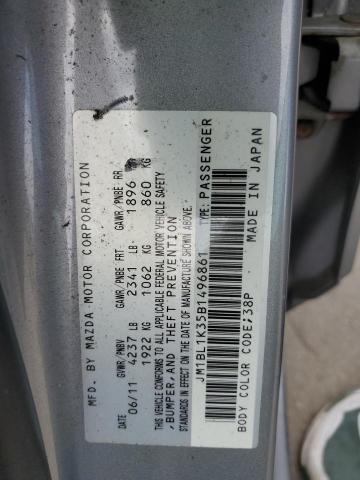 MFD. BY MAZDA MOTOR CORPORATION
DATE GVWR/PNBV GAWR/PNBE FRT: GAWR/PNBE RR
06/11 4237 LB 2341 LB 1896
1922 KG 1062 KG 860 KG
THIS VEHICLE CONFORMS TO ALL APPLICABLE FEDERAL MOTOR VEHICLE SAFETY
,BUMPER,AND THEFT PREVENTION
STANDARDS IN EFFECT ON THE DATE OF MANUFACTURE SHOWN ABOVE.
JM1BL1K35B1496861 TYPE: PASSENGER
BODY COLOR CODE;38P MADE IN JAPAN